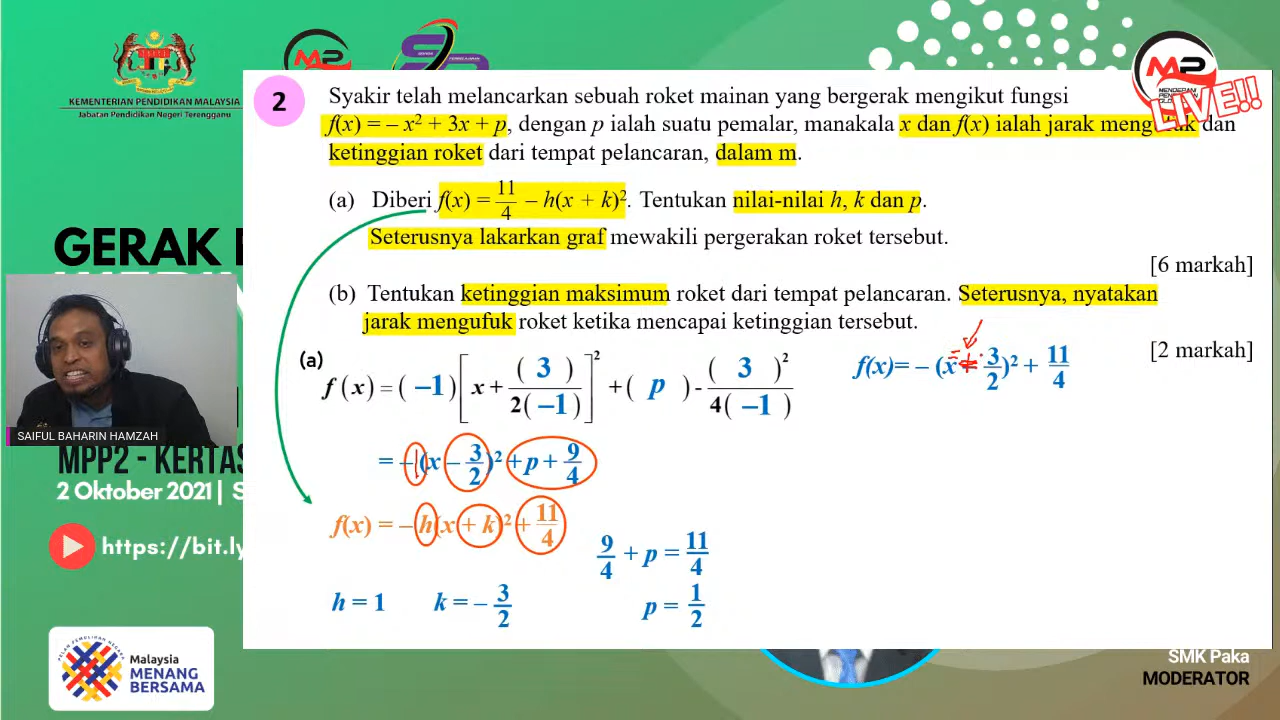 KEMENTERIAN PENDIDIKAN MALAYSIA
Jabatan Pendidikan Negeri Terengganu
MP
MP
LIVE!!
2
Syakir telah melancarkan sebuah roket mainan yang bergerak mengikut fungsi
f(x) = – x² + 3x + p, dengan p ialah suatu pemalar, manakala x dan f(x) ialah jarak mengufuk dan
ketinggian roket dari tempat pelancaran, dalam m.
(a) Diberi f(x) = 11/4 – h(x + k)². Tentukan nilai-nilai h, k dan p.
Seterusnya lakarkan graf mewakili pergerakan roket tersebut.
[6 markah]
(b) Tentukan ketinggian maksimum roket dari tempat pelancaran. Seterusnya, nyatakan
jarak mengufuk roket ketika mencapai ketinggian tersebut.
[2 markah]
(a)
f(x) = (–1)[x + (3)/2(–1)]² + (p) - (3)²/4(–1)
f(x)= – (x – 3/2)² + 11/4
= –1(x – 3/2)² + p + 9/4
f(x) = – h(x + k)² + 11/4
9/4 + p = 11/4
h = 1 k = – 3/2 p = 1/2
GERAK
SAIFUL BAHARIN HAMZAH
MPP2 - KERTAS
2 Oktober 2021| S
https://bit.ly
Malaysia
MENANG
BERSAMA
SMK Paka
MODERATOR